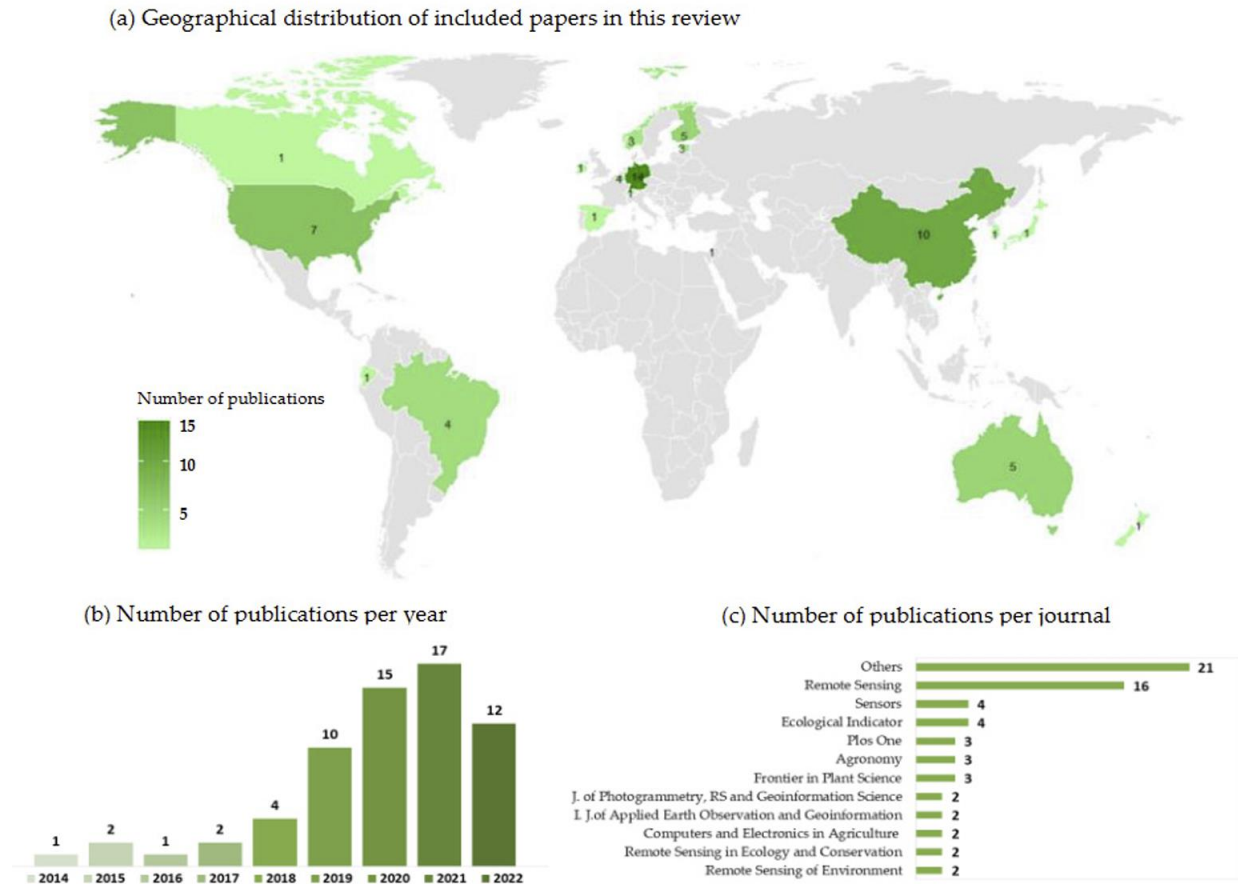 (a) Geographical distribution of included papers in this review
1
7
1
4
3
5
3
1
4
1
1
1
10
1
1
5
1
Number of publications
15
10
5
(b) Number of publications per year
1
2
1
2
4
10
15
17
12
2014 2015 2016 2017 2018 2019 2020 2021 2022
(c) Number of publications per journal
Others 21
Remote Sensing 16
Sensors 4
Ecological Indicator 4
Plos One 3
Agronomy 3
Frontier in Plant Science 3
J. of Photogrammetry, RS and Geoinformation Science 2
I. J.of Applied Earth Observation and Geoinformation 2
Computers and Electronics in Agriculture 2
Remote Sensing in Ecology and Conservation 2
Remote Sensing of Environment 2